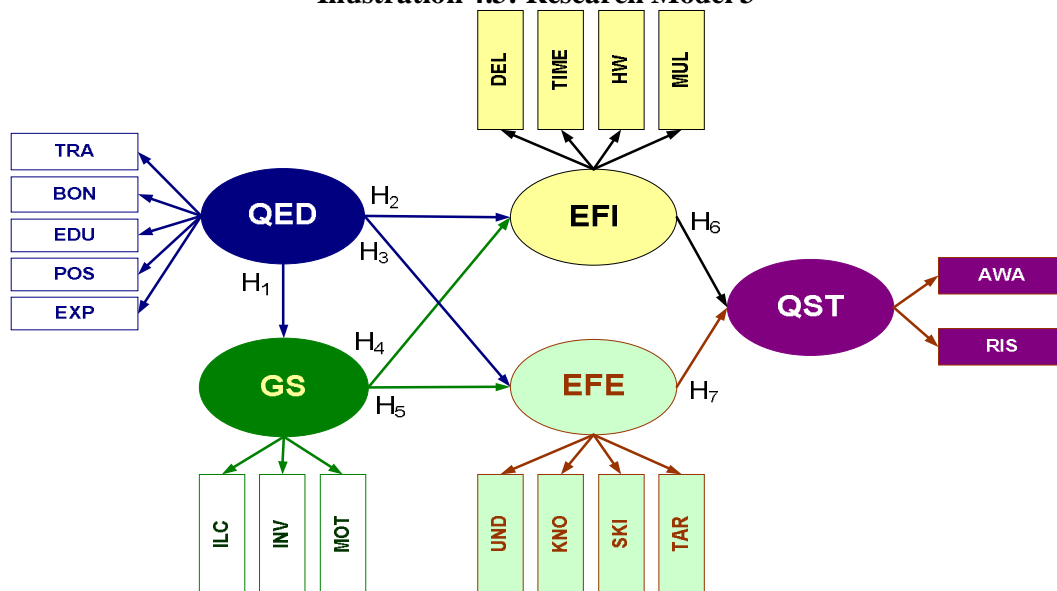 Illustration 4.3: Research Model 3
DEL
TIME
HW
MUL
TRA
BON
EDU
POS
EXP
QED
H₂
H₃
H₁
EFI
H₆
QST
AWA
RIS
GS
H₄
H₅
EFE
H₇
ILC
INV
MOT
UND
KNO
SKI
TAR